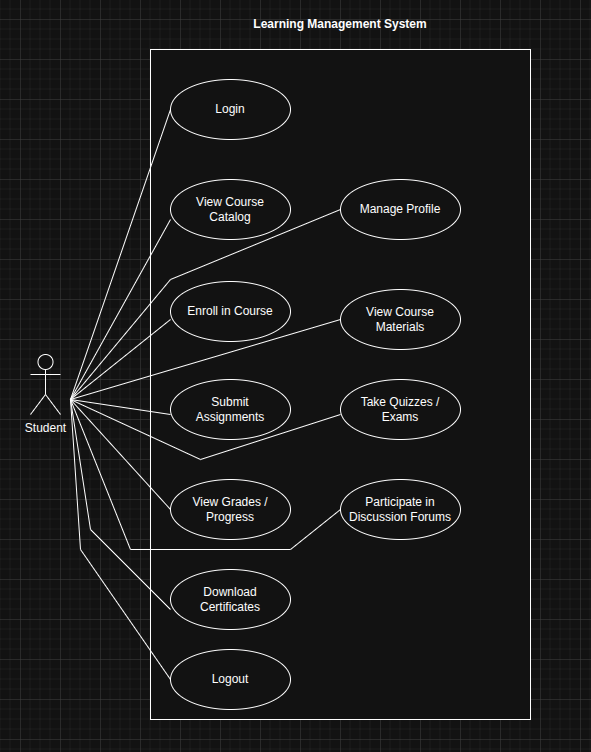 Learning Management System
Login
View Course
Catalog
Manage Profile
Enroll in Course
View Course
Materials
Submit
Assignments
Take Quizzes /
Exams
Student
View Grades /
Progress
Participate in
Discussion Forums
Download
Certificates
Logout